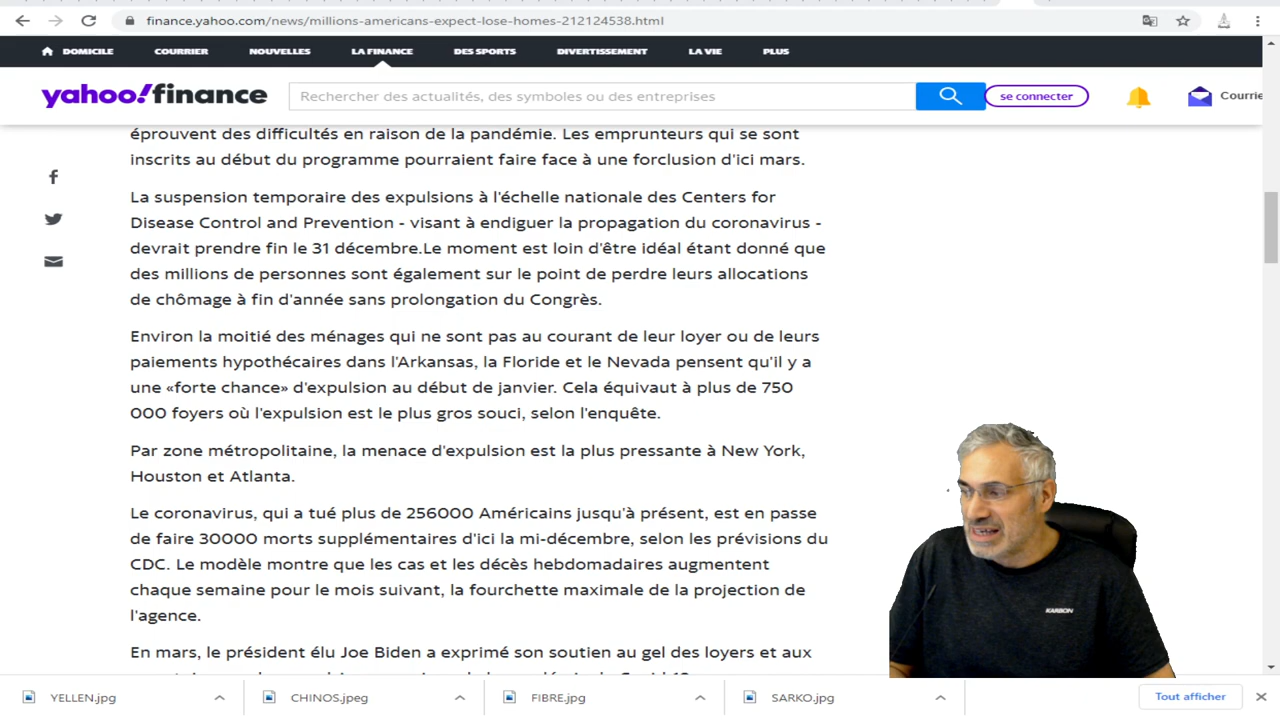 finance.yahoo.com/news/millions-americans-expect-lose-homes-212124538.html
DOMICILE COURRIER NOUVELLES LA FINANCE DES SPORTS DIVERTISSEMENT LA VIE PLUS
yahoo!finance Rechercher des actualités, des symboles ou des entreprises se connecter Courrie
éprouvent des difficultés en raison de la pandémie. Les emprunteurs qui se sont
inscrits au début du programme pourraient faire face à une forclusion d'ici mars.
La suspension temporaire des expulsions à l'échelle nationale des Centers for
Disease Control and Prevention - visant à endiguer la propagation du coronavirus -
devrait prendre fin le 31 décembre.Le moment est loin d'être idéal étant donné que
des millions de personnes sont également sur le point de perdre leurs allocations
de chômage à fin d'année sans prolongation du Congrès.
Environ la moitié des ménages qui ne sont pas au courant de leur loyer ou de leurs
paiements hypothécaires dans l'Arkansas, la Floride et le Nevada pensent qu'il y a
une «forte chance» d'expulsion au début de janvier. Cela équivaut à plus de 750
000 foyers où l'expulsion est le plus gros souci, selon l'enquête.
Par zone métropolitaine, la menace d'expulsion est la plus pressante à New York,
Houston et Atlanta.
Le coronavirus, qui a tué plus de 256000 Américains jusqu'à présent, est en passe
de faire 30000 morts supplémentaires d'ici la mi-décembre, selon les prévisions du
CDC. Le modèle montre que les cas et les décès hebdomadaires augmentent
chaque semaine pour le mois suivant, la fourchette maximale de la projection de
l'agence.
KARBON
En mars, le président élu Joe Biden a exprimé son soutien au gel des loyers et aux
YELLEN.jpg CHINOS.jpeg FIBRE.jpg SARKO.jpg Tout afficher